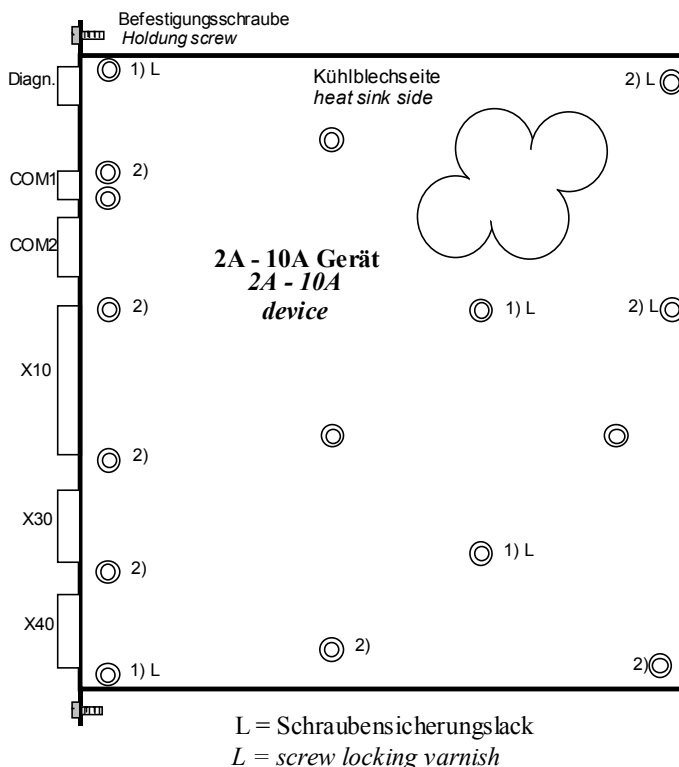 Befestigungsschraube
Holdung screw
Diagn.
1) L
Kühlblechseite
heat sink side
2) L
COM1
2)
COM2
2A - 10A Gerät
2A - 10A
device
2)
1) L
2) L
X10
2)
X30
1) L
2)
X40
2)
2)
1) L
L = Schraubensicherungslack
L = screw locking varnish